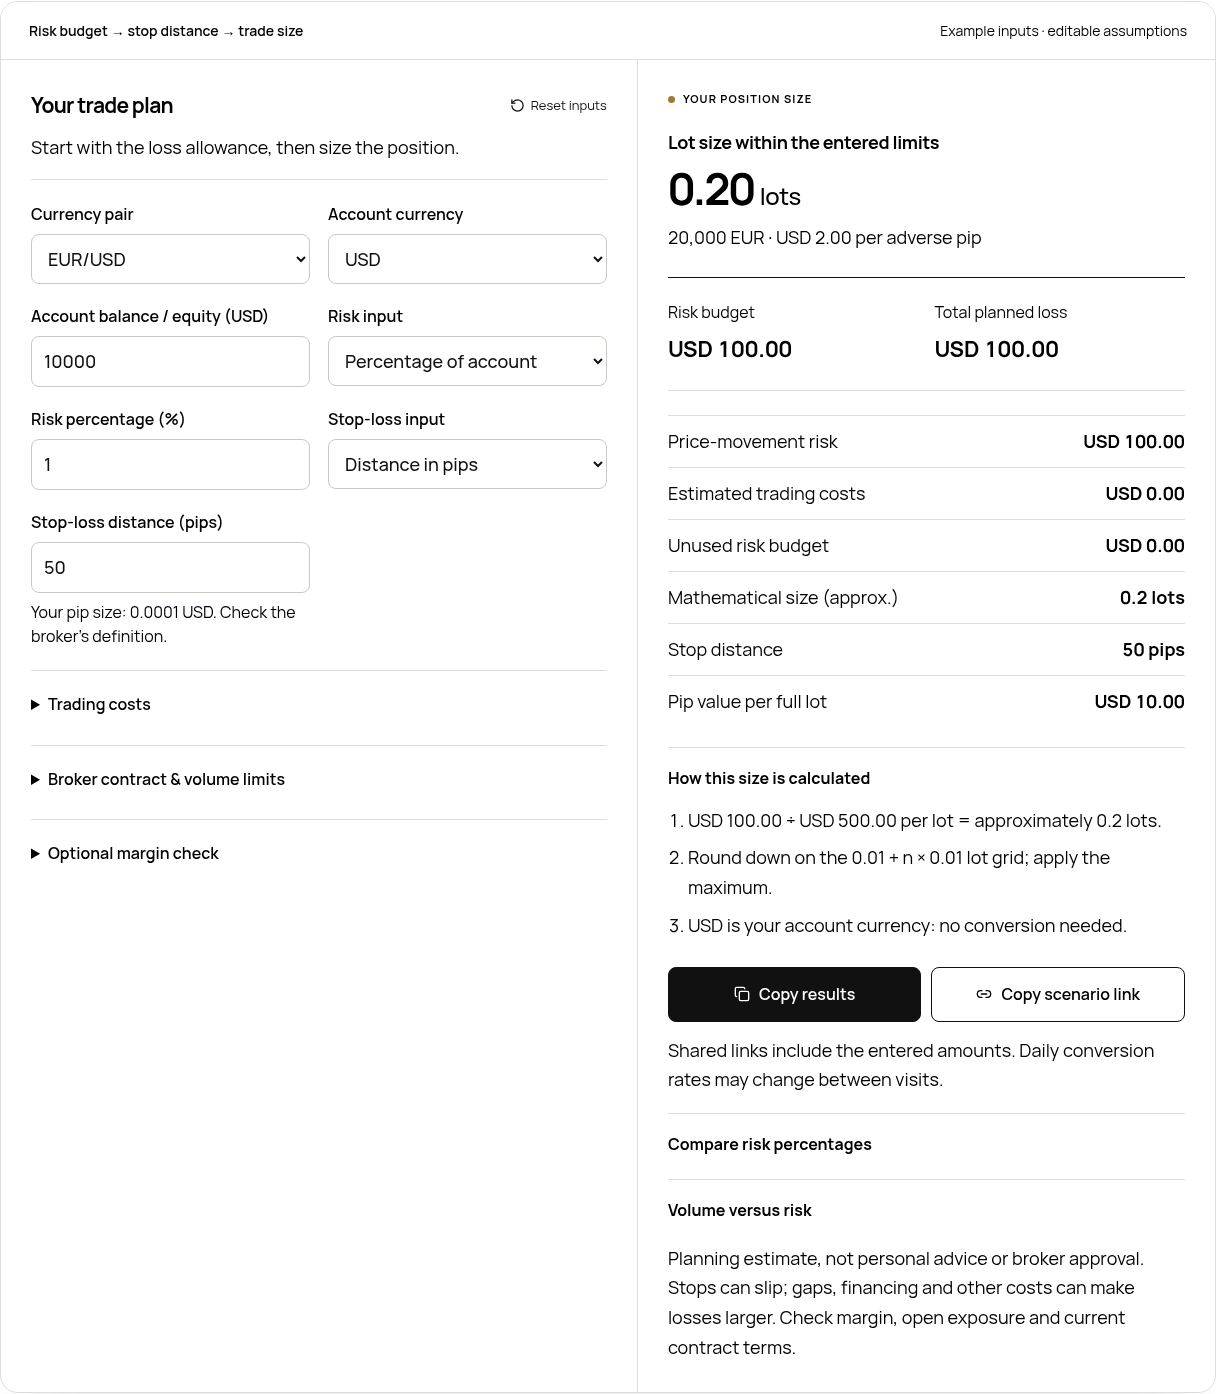 Risk budget → stop distance → trade size
Example inputs · editable assumptions
Your trade plan
Reset inputs
Start with the loss allowance, then size the position.
Currency pair
EUR/USD
Account currency
USD
Account balance / equity (USD)
10000
Risk input
Percentage of account
Risk percentage (%)
1
Stop-loss input
Distance in pips
Stop-loss distance (pips)
50
Your pip size: 0.0001 USD. Check the
broker's definition.
Trading costs
Broker contract & volume limits
Optional margin check
YOUR POSITION SIZE
Lot size within the entered limits
0.20 lots
20,000 EUR · USD 2.00 per adverse pip
Risk budget
USD 100.00
Total planned loss
USD 100.00
Price-movement risk USD 100.00
Estimated trading costs USD 0.00
Unused risk budget USD 0.00
Mathematical size (approx.) 0.2 lots
Stop distance 50 pips
Pip value per full lot USD 10.00
How this size is calculated
1. USD 100.00 ÷ USD 500.00 per lot = approximately 0.2 lots.
2. Round down on the 0.01 + n × 0.01 lot grid; apply the
maximum.
3. USD is your account currency: no conversion needed.
Copy results
Copy scenario link
Shared links include the entered amounts. Daily conversion
rates may change between visits.
Compare risk percentages
Volume versus risk
Planning estimate, not personal advice or broker approval.
Stops can slip; gaps, financing and other costs can make
losses larger. Check margin, open exposure and current
contract terms.